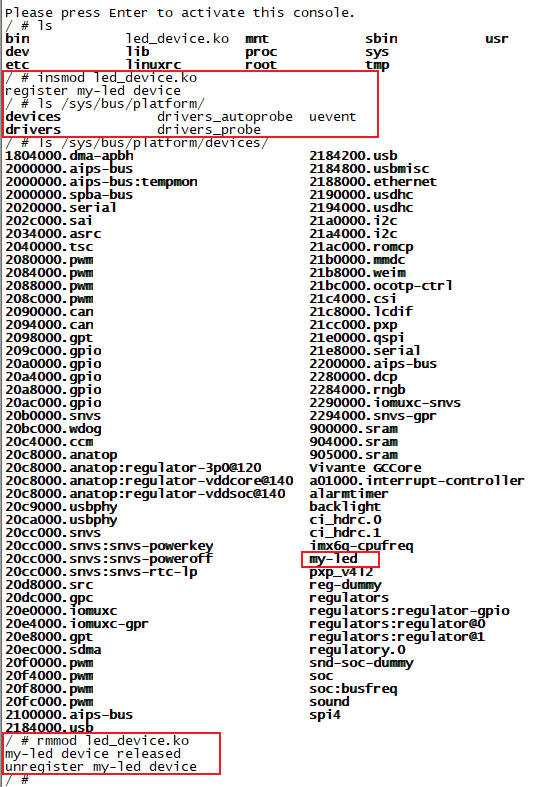 Please press Enter to activate this console.
/ # ls
bin led_device.ko mnt sbin usr
dev lib proc sys
etc linuxrc root tmp
/ # insmod led_device.ko
register my-led device
/ # ls /sys/bus/platform/
devices drivers_autoprobe uevent
drivers drivers_probe
/ # ls /sys/bus/platform/devices/
1804000.dma-apbh 2184200.usb
2000000.aips-bus 2184800.usbmisc
2000000.aips-bus:tempmon 2188000.ethernet
2000000.spba-bus 2190000.usdhc
2020000.serial 2194000.usdhc
202c000.sai 21a0000.i2c
2034000.asrc 21a4000.i2c
2040000.tsc 21ac000.romcp
2080000.pwm 21b0000.mmdc
2084000.pwm 21b8000.weim
2088000.pwm 21bc000.ocotp-ctrl
208c000.pwm 21c4000.csi
2090000.can 21c8000.lcdif
2094000.can 21cc000.pxp
2098000.gpt 21e0000.qspi
209c000.gpio 21e8000.serial
20a0000.gpio 2200000.aips-bus
20a4000.gpio 2280000.dcp
20a8000.gpio 2284000.rngb
20ac000.gpio 2290000.iomuxc-snvs
20b0000.snvs 2294000.snvs-gpr
20bc000.wdog 900000.sram
20c4000.ccm 904000.sram
20c8000.anatop 905000.sram
20c8000.anatop:regulator-3p0@120 Vivante GCCore
20c8000.anatop:regulator-vddcore@140 a01000.interrupt-controller
20c8000.anatop:regulator-vddsoc@140 alarmtimer
20c9000.usbphy backlight
20ca000.usbphy ci_hdrc.0
20cc000.snvs ci_hdrc.1
20cc000.snvs:snvs-powerkey imx6q-cpufreq
20cc000.snvs:snvs-poweroff my-led
20cc000.snvs:snvs-rtc-lp pxp_v4l2
20d8000.src reg-dummy
20dc000.gpc regulators
20e0000.iomuxc regulators:regulator-gpio
20e4000.iomuxc-gpr regulators:regulator@0
20e8000.gpt regulators:regulator@1
20ec000.sdma regulatory.0
20f0000.pwm snd-soc-dummy
20f4000.pwm soc
20f8000.pwm soc:busfreq
20fc000.pwm sound
2100000.aips-bus spi4
2184000.usb
/ # rmmod led_device.ko
my-led device released
unregister my-led device
/ #